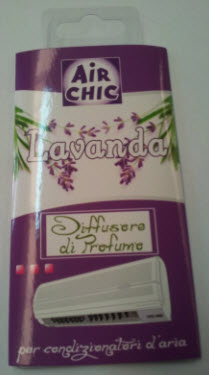 AiR
CHIC
Lavanda
Diffusore
di Profumo
per condizionatori d'aria